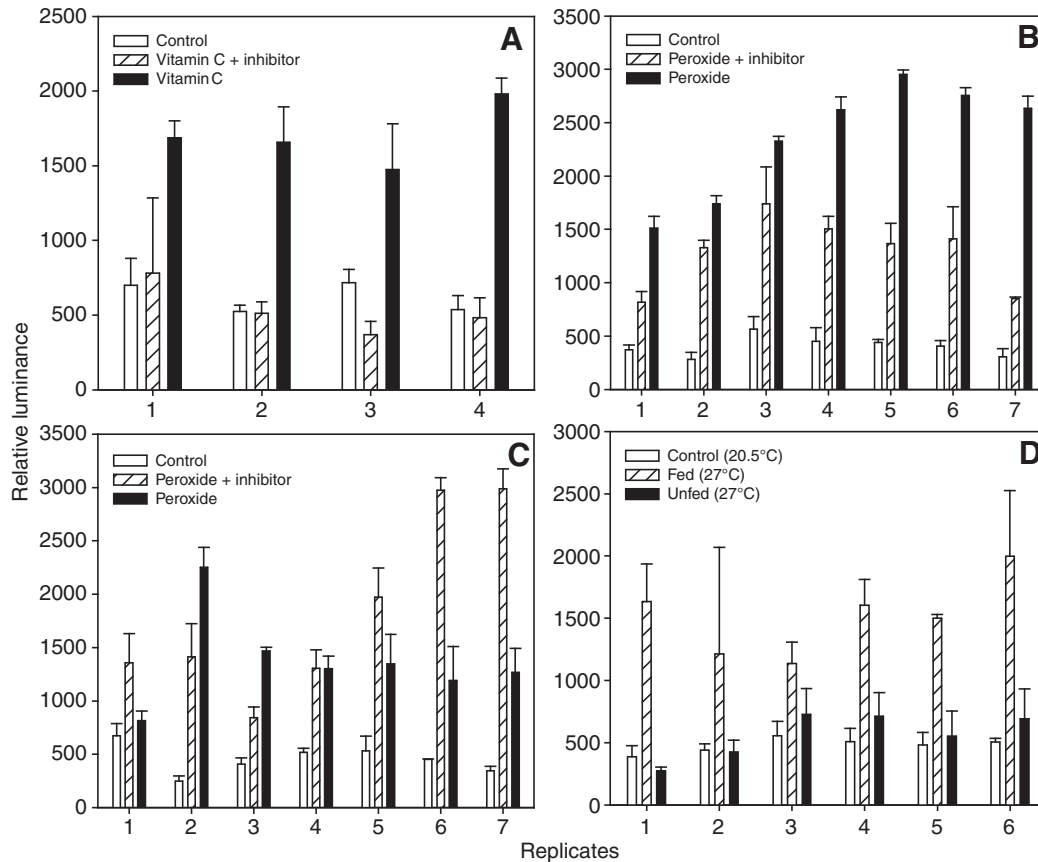 Relative luminance
A
2500
2000
1500
1000
500
0
Control
Vitamin C + inhibitor
Vitamin C
1 2 3 4
B
3500
3000
2500
2000
1500
1000
500
0
Control
Peroxide + inhibitor
Peroxide
1 2 3 4 5 6 7
C
3500
3000
2500
2000
1500
1000
500
0
Control
Peroxide + inhibitor
Peroxide
1 2 3 4 5 6 7
D
3000
2500
2000
1500
1000
500
0
Control (20.5°C)
Fed (27°C)
Unfed (27°C)
1 2 3 4 5 6
Replicates